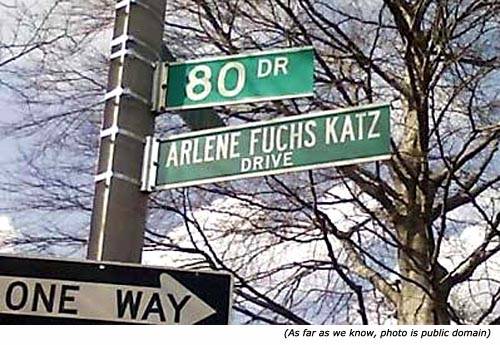 80 DR
ARLENE FUCHS KATZ
DRIVE
ONE WAY
(As far as we know, photo is public domain)